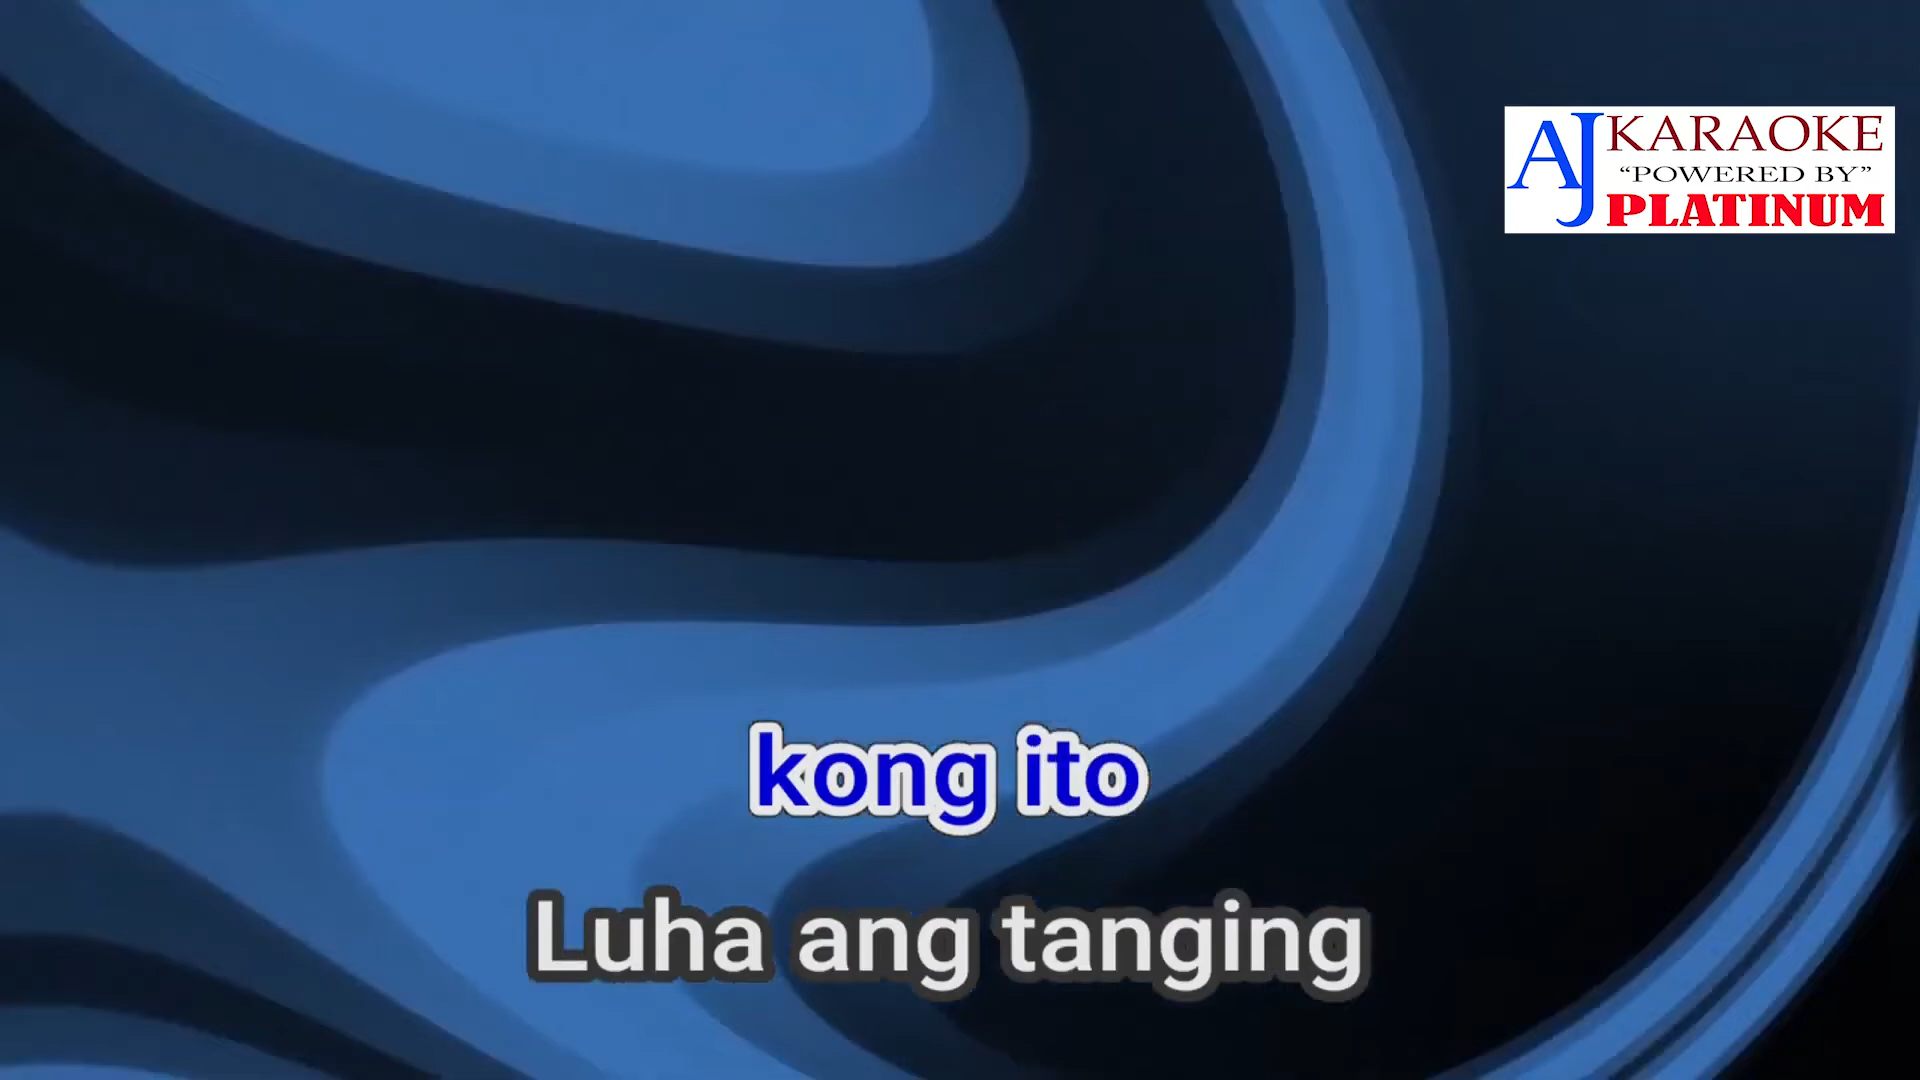 AJ KARAOKE
"POWERED BY"
PLATINUM
kong ito
Luha ang tanging